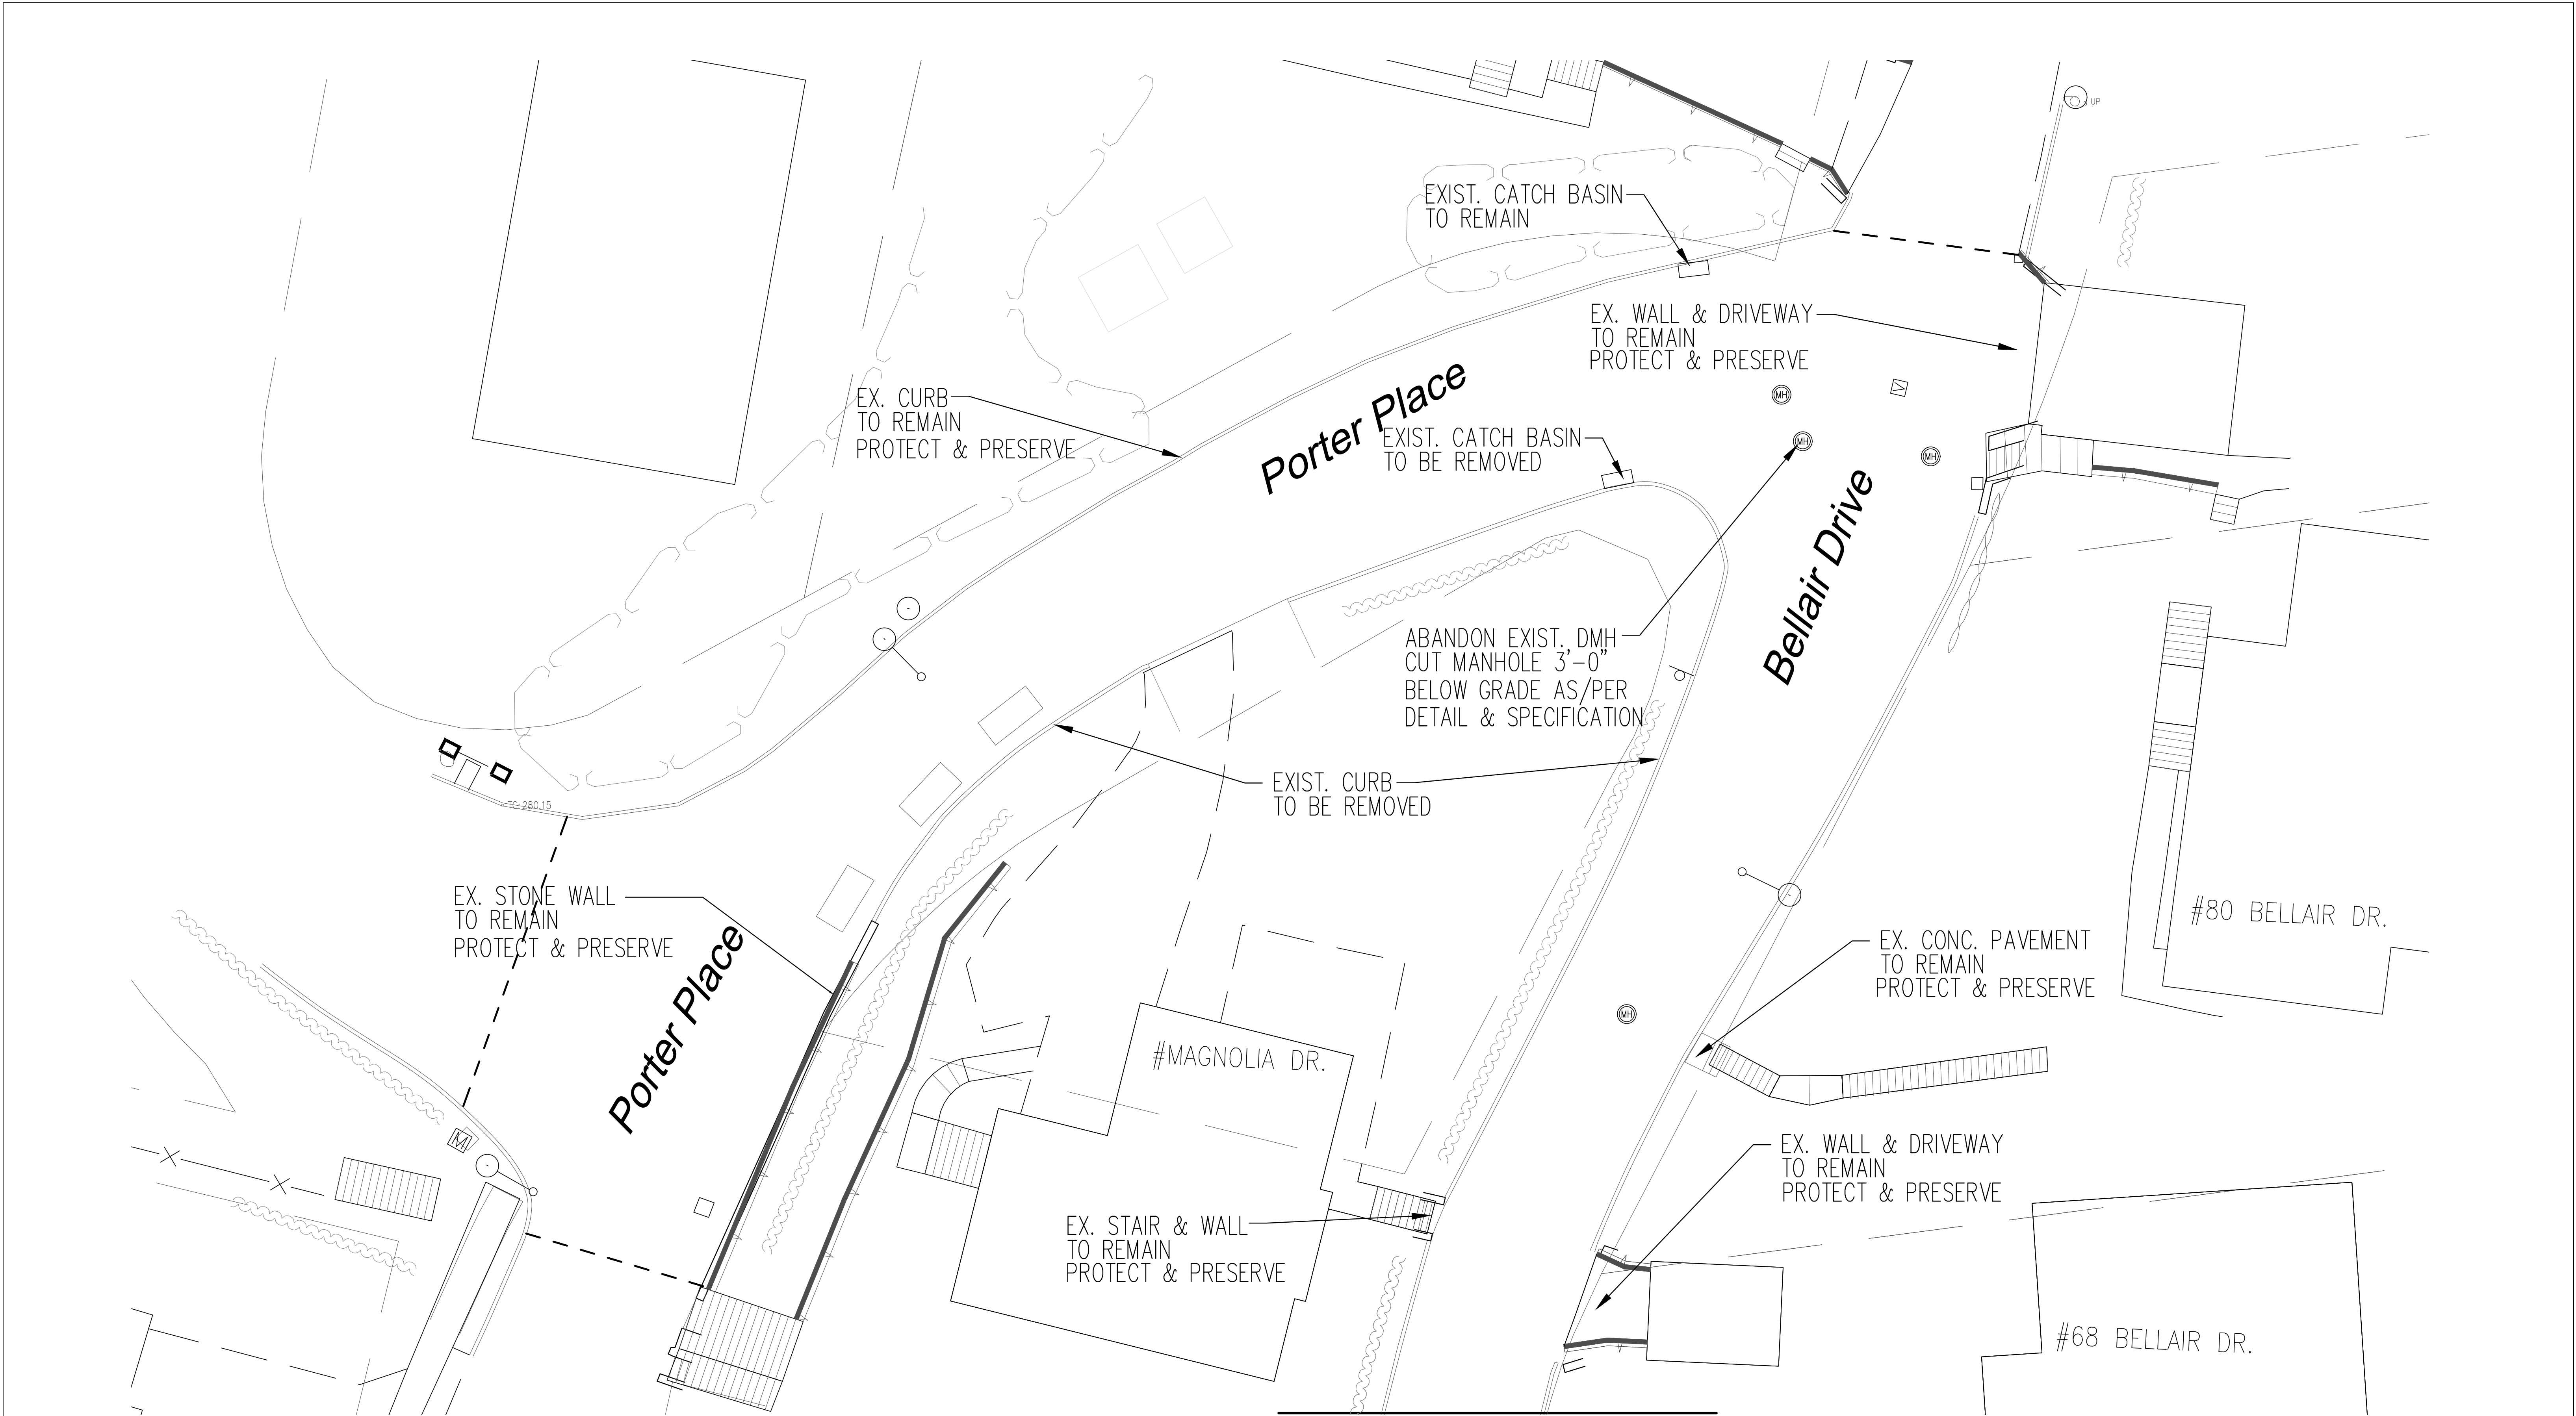 UP
EXIST. CATCH BASIN
TO REMAIN
EX. WALL & DRIVEWAY
TO REMAIN
PROTECT & PRESERVE
EX. CURB
TO REMAIN
PROTECT & PRESERVE
Porter Place
MH
V
EXIST. CATCH BASIN
TO BE REMOVED
MH
MH
Bellair Drive
ABANDON EXIST. DMH
CUT MANHOLE 3'-0"
BELOW GRADE AS/PER
DETAIL & SPECIFICATION
EXIST. CURB
TO BE REMOVED
TC:280.15
EX. STONE WALL
TO REMAIN
PROTECT & PRESERVE
Porter Place
#80 BELLAIR DR.
EX. CONC. PAVEMENT
TO REMAIN
PROTECT & PRESERVE
MH
#MAGNOLIA DR.
M
EX. WALL & DRIVEWAY
TO REMAIN
PROTECT & PRESERVE
EX. STAIR & WALL
TO REMAIN
PROTECT & PRESERVE
#68 BELLAIR DR.